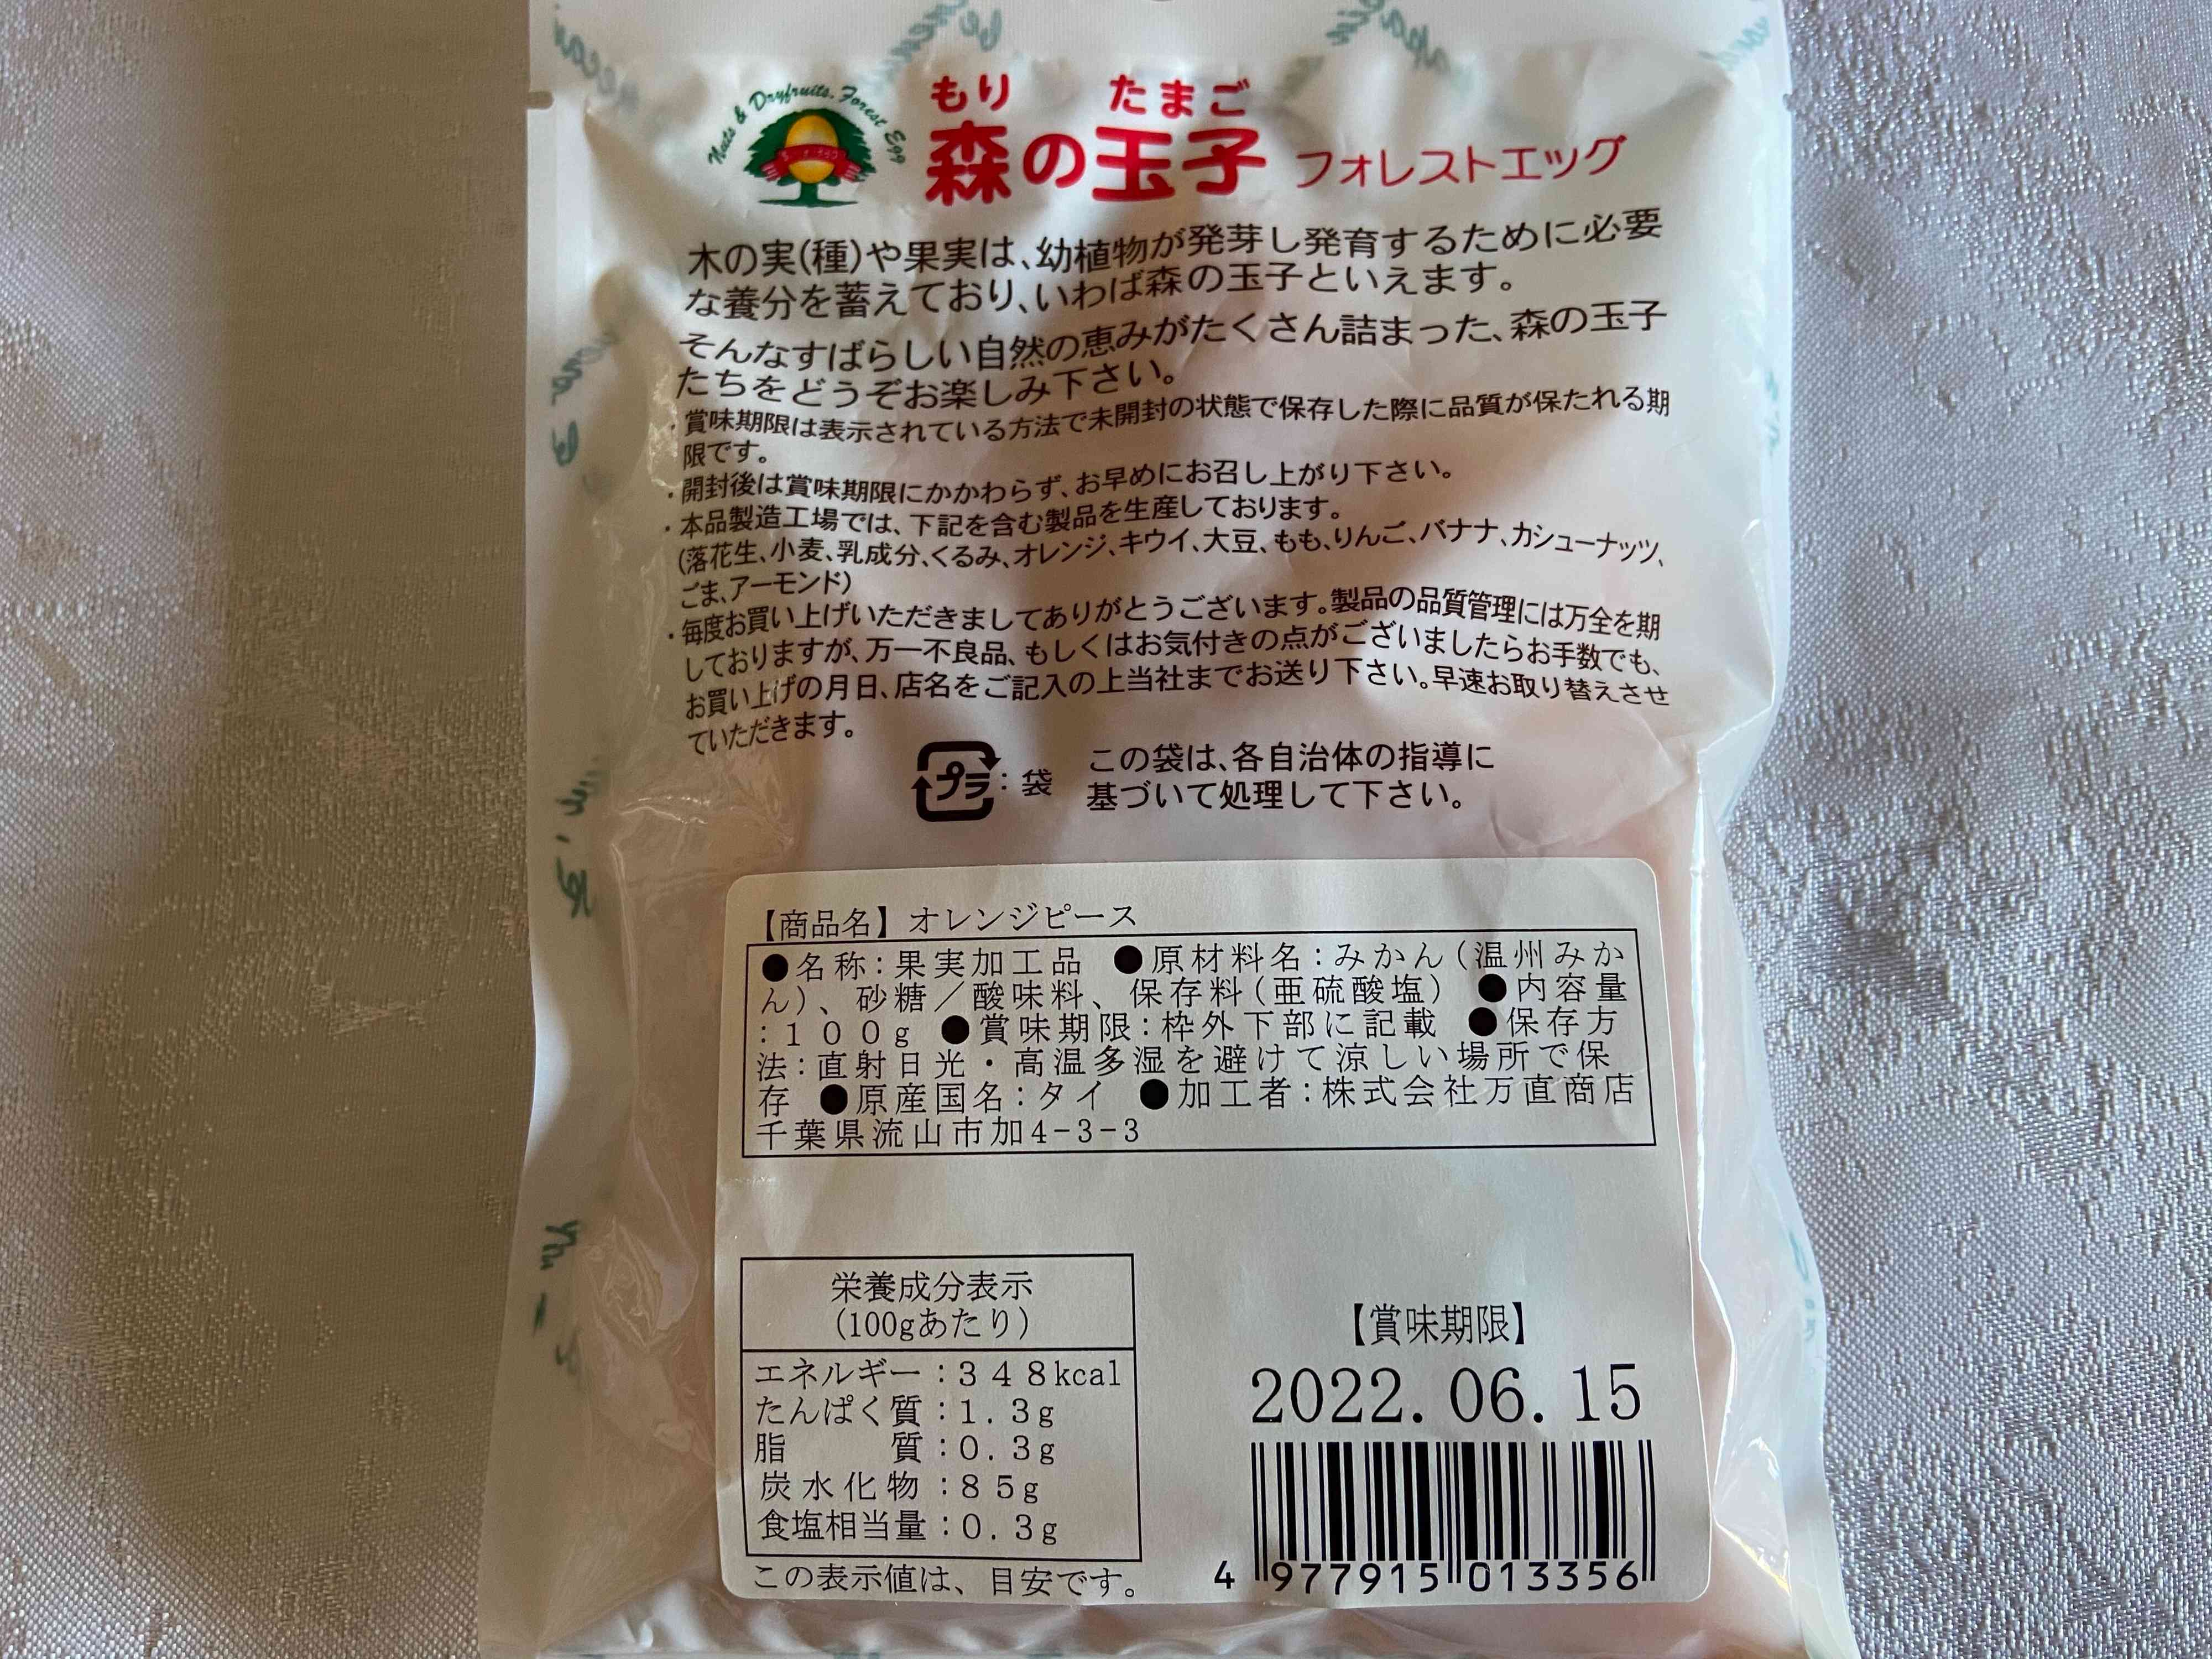 Nuts & Dryfruits. Forest Egg
もり たまご
森の玉子 フォレストエッグ
木の実(種)や果実は、幼植物が発芽し発育するために必要
な養分を蓄えており、いわば森の玉子といえます。
そんなすばらしい自然の恵みがたくさん詰まった、森の玉子
たちをどうぞお楽しみ下さい。
・賞味期限は表示されている方法で未開封の状態で保存した際に品質が保たれる期
限です。
・開封後は賞味期限にかかわらず、お早めにお召し上がり下さい。
・本品製造工場では、下記を含む製品を生産しております。
(落花生、小麦、乳成分、くるみ、オレンジ、キウイ、大豆、もも、りんご、バナナ、カシューナッツ、
ごま、アーモンド)
・毎度お買い上げいただきましてありがとうございます。製品の品質管理には万全を期
しておりますが、万一不良品、もしくはお気付きの点がございましたらお手数でも、
お買い上げの月日、店名をご記入の上当社までお送り下さい。早速お取り替えさせ
ていただきます。
プラ:袋 この袋は、各自治体の指導に
基づいて処理して下さい。
【商品名】オレンジピース
●名称:果実加工品 ●原材料名:みかん(温州みか
ん)、砂糖/酸味料、保存料(亜硫酸塩) ●内容量
:100g ●賞味期限:枠外下部に記載 ●保存方
法:直射日光・高温多湿を避けて涼しい場所で保
存 ●原産国名:タイ ●加工者:株式会社万直商店
千葉県流山市加4-3-3
栄養成分表示
(100gあたり)
エネルギー:348kcal
たんぱく質:1.3g
脂 質:0.3g
炭水化物:85g
食塩相当量:0.3g
この表示値は、目安です。
【賞味期限】
2022.06.15
4 977915 013356